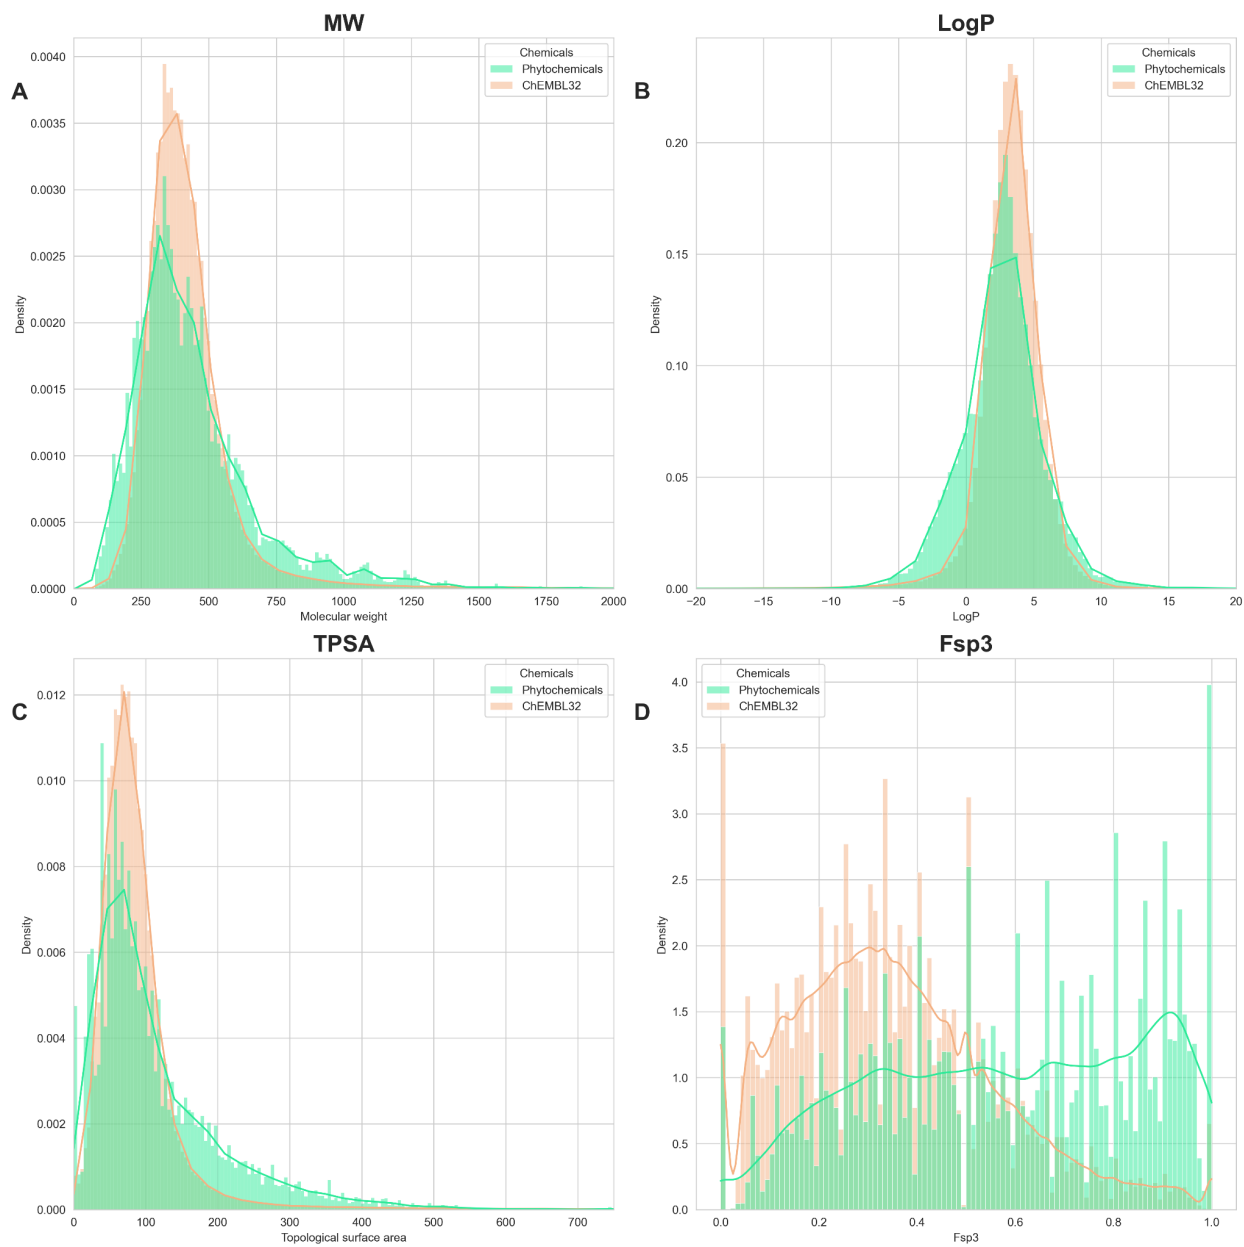 MW
A
Chemicals
Phytochemicals
ChEMBL32
Density
0.0040
0.0035
0.0030
0.0025
0.0020
0.0015
0.0010
0.0005
0.0000
0 250 500 750 1000 1250 1500 1750 2000
Molecular weight
LogP
B
Chemicals
Phytochemicals
ChEMBL32
Density
0.20
0.15
0.10
0.05
0.00
−20 −15 −10 −5 0 5 10 15 20
LogP
TPSA
C
Chemicals
Phytochemicals
ChEMBL32
Density
0.012
0.010
0.008
0.006
0.004
0.002
0.000
0 100 200 300 400 500 600 700
Topological surface area
Fsp3
D
Chemicals
Phytochemicals
ChEMBL32
Density
4.0
3.5
3.0
2.5
2.0
1.5
1.0
0.5
0.0
0.0 0.2 0.4 0.6 0.8 1.0
Fsp3